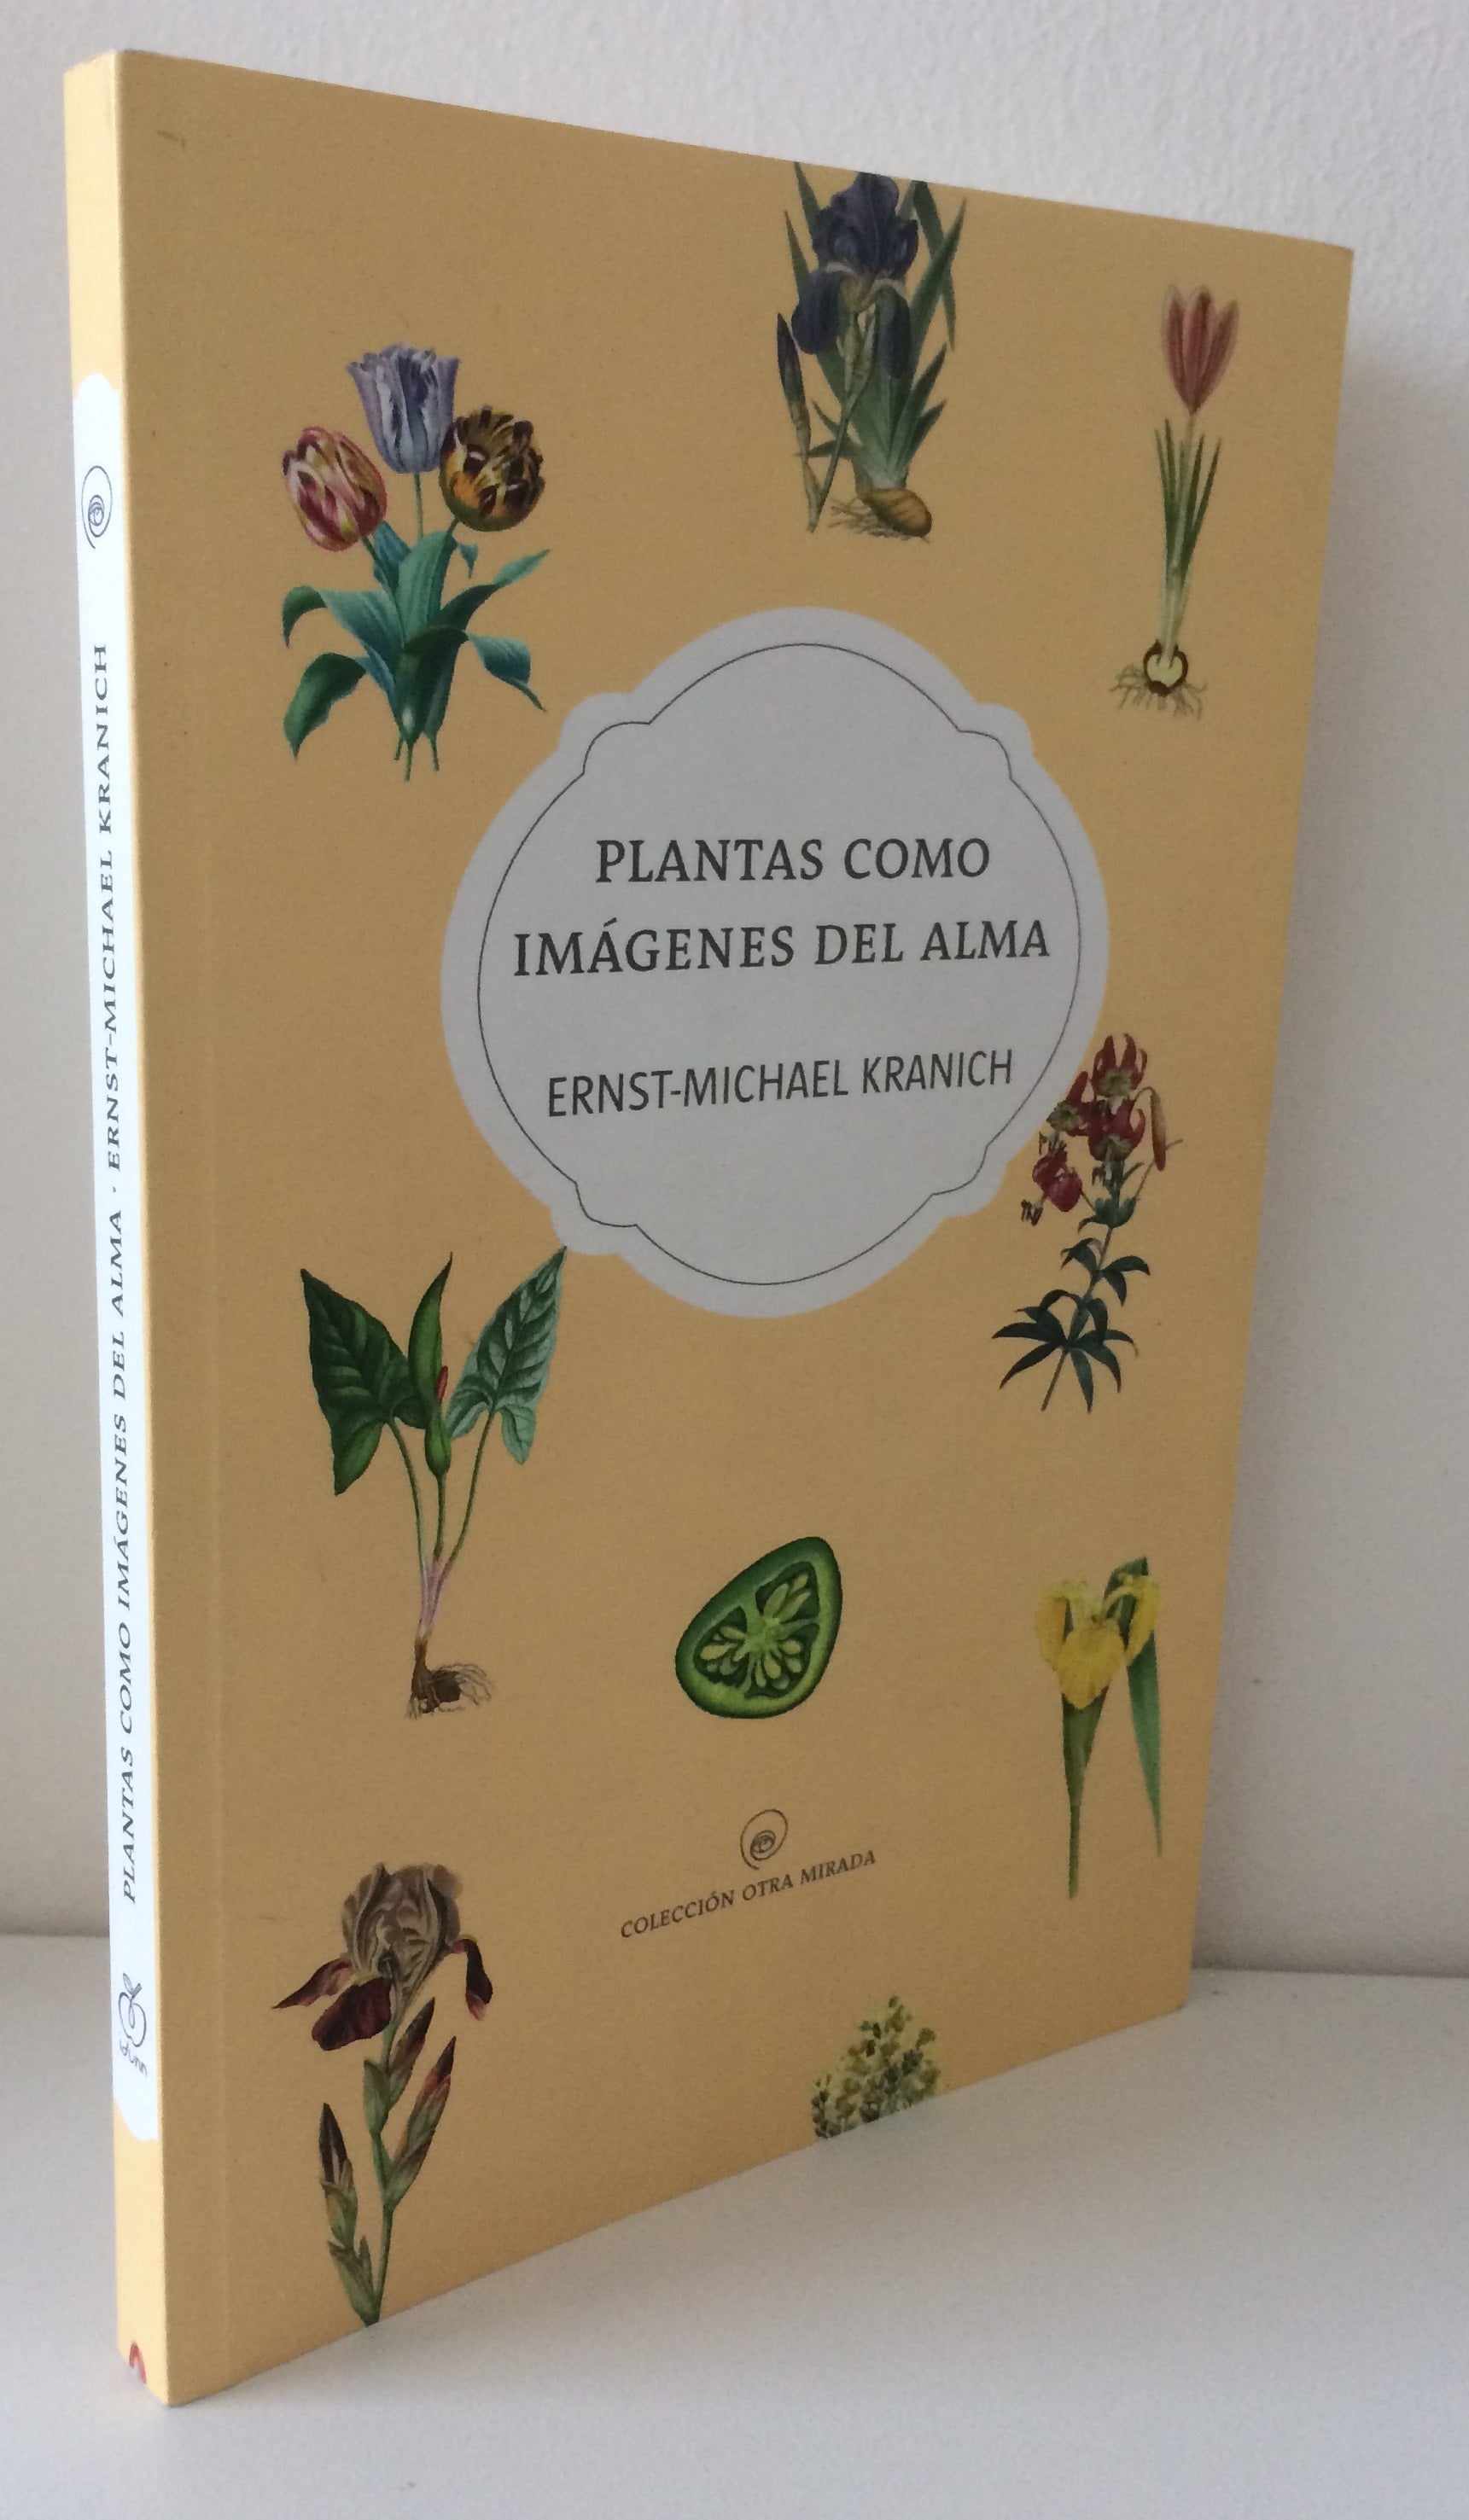 PLANTAS COMO IMÁGENES DEL ALMA · ERNST-MICHAEL KRANICH
PLANTAS COMO
IMÁGENES DEL ALMA
ERNST-MICHAEL KRANICH
COLECCIÓN OTRA MIRADA